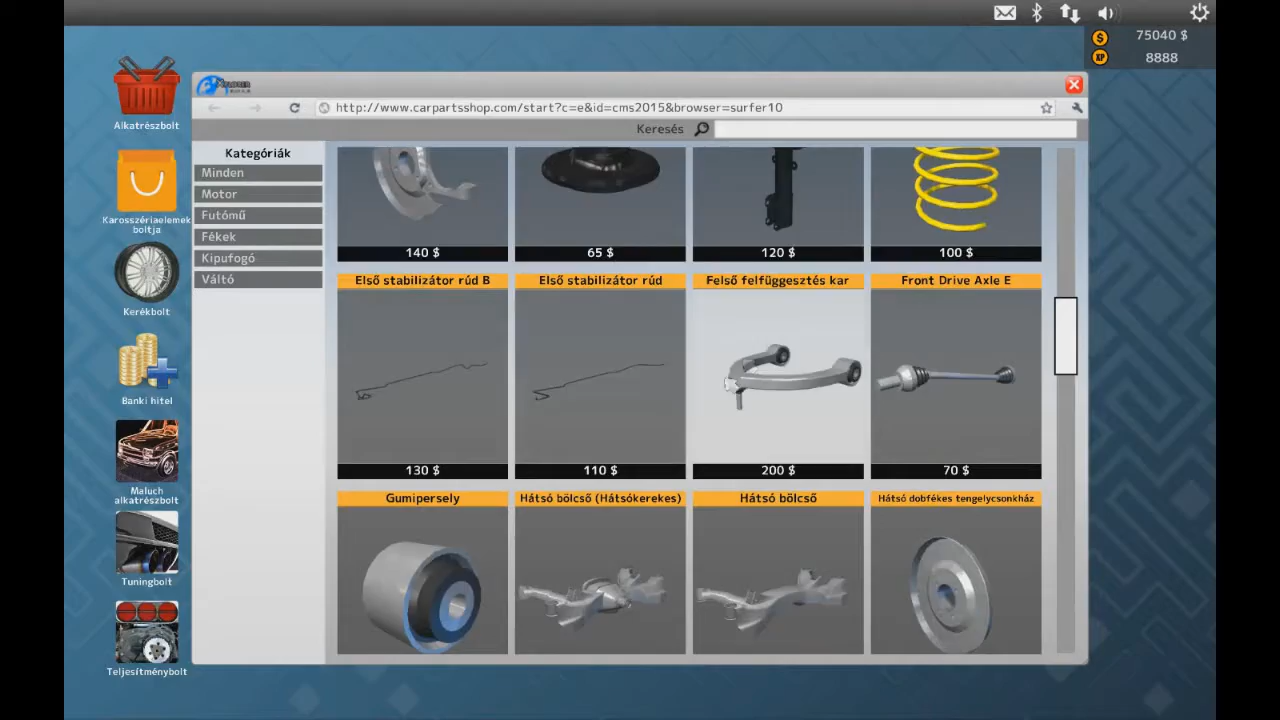 75040 $
8888
http://www.carpartsshop.com/start?c=e&id=cms2015&browser=surfer10
Keresés
Alkatrészbolt
Karosszériaelemek
boltja
Kerékbolt
Banki hitel
Maluch
alkatrészbolt
Tuningbolt
Teljesítménybolt
Kategóriák
Minden
Motor
Futómű
Fékek
Kipufogó
Váltó
140 $ 65 $ 120 $ 100 $
Első stabilizátor rúd B Első stabilizátor rúd Felső felfüggesztés kar Front Drive Axle E
130 $ 110 $ 200 $ 70 $
Gumipersely Hátsó bölcső (Hátsókerekes) Hátsó bölcső Hátsó dobfékes tengelycsonkház